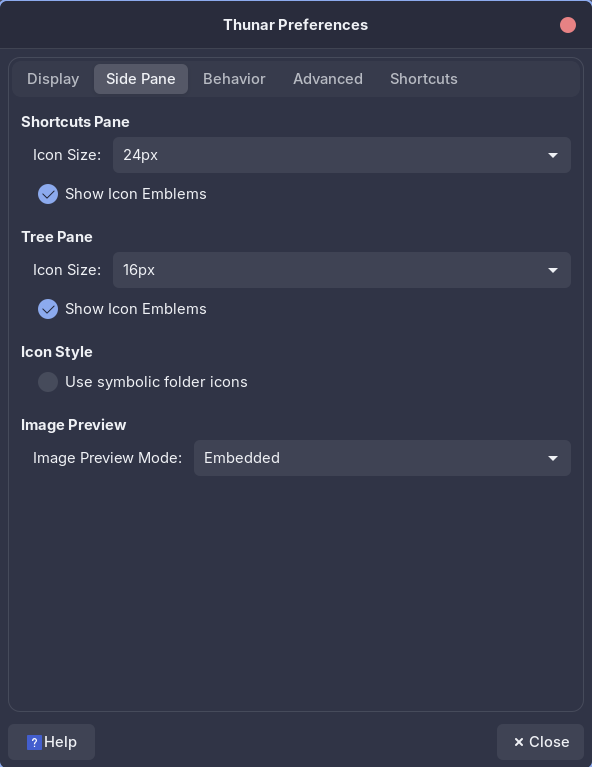 Thunar Preferences
Display Side Pane Behavior Advanced Shortcuts
Shortcuts Pane
Icon Size: 24px
Show Icon Emblems
Tree Pane
Icon Size: 16px
Show Icon Emblems
Icon Style
Use symbolic folder icons
Image Preview
Image Preview Mode: Embedded
? Help × Close